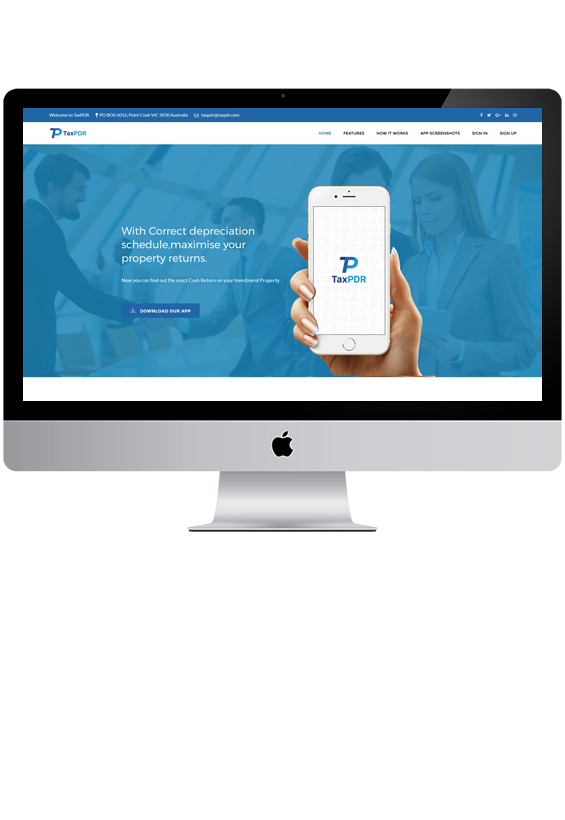 Welcome to TaxPDR PO BOX 6016, Point Cook VIC 3030 Australia taxpdr@taxpdr.com
TaxPDR
HOME FEATURES HOW IT WORKS APP SCREENSHOTS SIGN IN SIGN UP
With Correct depreciation
schedule,maximise your
property returns.
Now you can find out the exact Cash Return on your Investment Property
DOWNLOAD OUR APP
TaxPDR